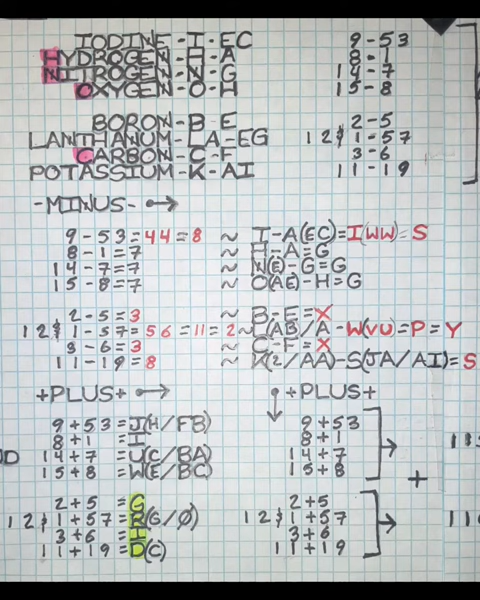 IODINE - I - EC 9 - 53
HYDROGEN - H - A 8 - 1
NITROGEN - N - G 14 - 7
OXYGEN - O - H 15 - 8
BORON - B - E 2 - 5
LANTHANUM - LA - EG 12 & 1 - 57
CARBON - C - F 3 - 6
POTASSIUM - K - AI 11 - 19
- MINUS - →
9 - 53 = 44 = 8 ~ I - A(EC) = I(WW) = S
8 - 1 = 7 ~ H - A = G
14 - 7 = 7 ~ N(E) - G = G
15 - 8 = 7 ~ O(AE) - H = G
2 - 5 = 3 ~ B - E = X
12 & 1 - 57 = 56 = 11 = 2 ~ L(AB/A - W(VU) = P = Y
3 - 6 = 3 ~ C - F = X
11 - 19 = 8 ~ K(2/AA) - S(JA/AI) = S
+ PLUS + → + PLUS +
9 + 53 = J(H/FB) 9 + 53
8 + 1 = I 8 + 1
14 + 7 = U(C/BA) 14 + 7
15 + 8 = W(E/BC) 15 + 8
+
2 + 5 = G 2 + 5
12 & 1 + 57 = R(G/Ø) 12 & 1 + 57
3 + 6 = I 3 + 6
11 + 19 = D(C) 11 + 19